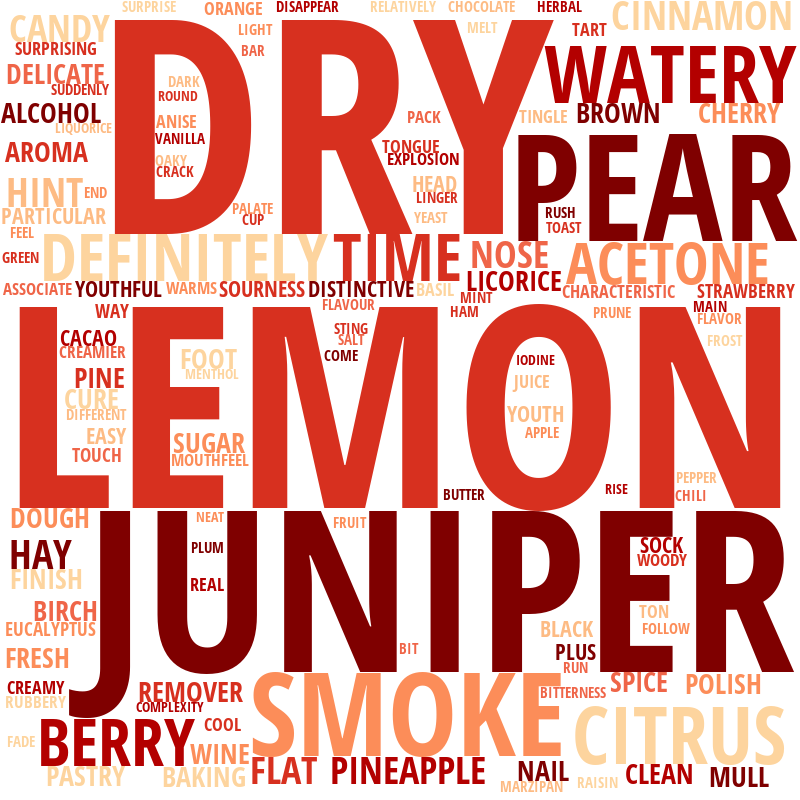 SURPRISE
ORANGE
DISAPPEAR
RELATIVELY
CHOCOLATE
HERBAL
CINNAMON
CANDY
DRY
LIGHT
MELT
TART
SURPRISING
BAR
WATERY
DELICATE
DARK
SUDDENLY
ROUND
ALCOHOL
LIQUORICE
ANISE
PACK
TINGLE
BROWN
CHERRY
VANILLA
AROMA
OAKY
CRACK
TONGUE
EXPLOSION
PEAR
HINT
END
HEAD
LINGER
PARTICULAR
PALATE
CUP
YEAST
RUSH
TOAST
FEEL
GREEN
DEFINITELY
TIME
NOSE
ACETONE
LICORICE
ASSOCIATE
YOUTHFUL
WARMS
SOURNESS
DISTINCTIVE
BASIL
MINT
CHARACTERISTIC
STRAWBERRY
WAY
FLAVOUR
HAM
PRUNE
MAIN
FLAVOR
LEMON
CACAO
STING
SALT
FROST
CREAMIER
FOOT
COME
IODINE
PINE
MENTHOL
JUICE
CURE
DIFFERENT
YOUTH
EASY
SUGAR
APPLE
TOUCH
MOUTHFEEL
PEPPER
BUTTER
RISE
CHILI
DOUGH
NEAT
FRUIT
JUNIPER
HAY
PLUM
SOCK
WOODY
FINISH
REAL
BIRCH
TON
EUCALYPTUS
BLACK
FOLLOW
FRESH
BIT
PLUS
RUN
CREAMY
REMOVER
SMOKE
BITTERNESS
SPICE
POLISH
RUBBERY
COMPLEXITY
BERRY
COOL
CITRUS
FADE
WINE
PASTRY
BAKING
FLAT
PINEAPPLE
NAIL
MARZIPAN
RAISIN
CLEAN
MULL